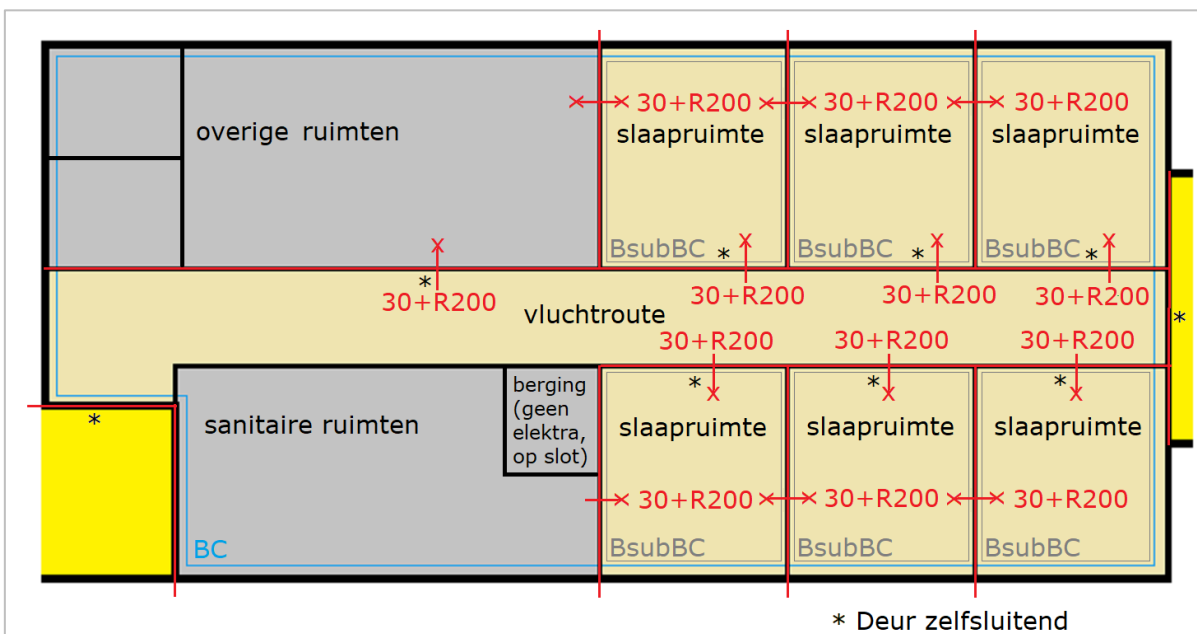 30+R200 30+R200 30+R200
overige ruimten
slaapruimte slaapruimte slaapruimte
BsubBC * BsubBC * BsubBC *
*
30+R200 30+R200 30+R200 30+R200
vluchtroute
*
30+R200 30+R200 30+R200
berging
(geen
elektra,
op slot)
* * *
*
sanitaire ruimten
slaapruimte slaapruimte slaapruimte
30+R200 30+R200 30+R200
BC
BsubBC BsubBC BsubBC
* Deur zelfsluitend